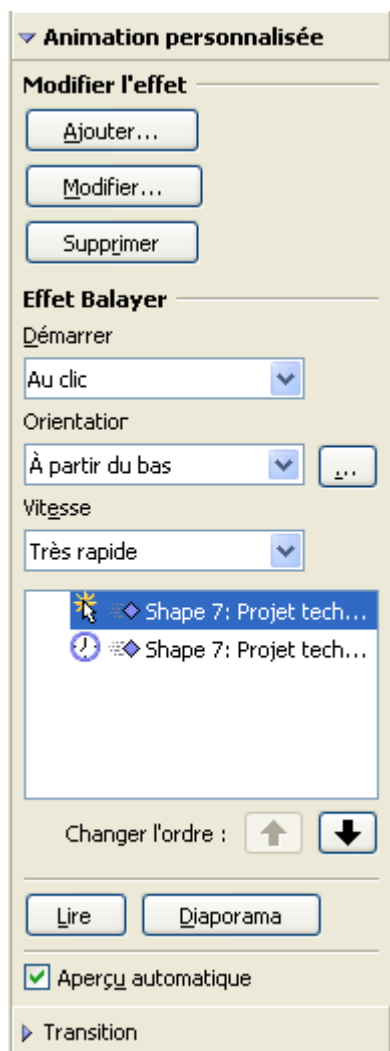 Animation personnalisée
Modifier l'effet
Ajouter...
Modifier...
Supprimer
Effet Balayer
Démarrer
Au clic
Orientation
À partir du bas
...
Vitesse
Très rapide
Shape 7: Projet tech...
Shape 7: Projet tech...
Changer l'ordre :
Lire Diaporama
Aperçu automatique
Transition